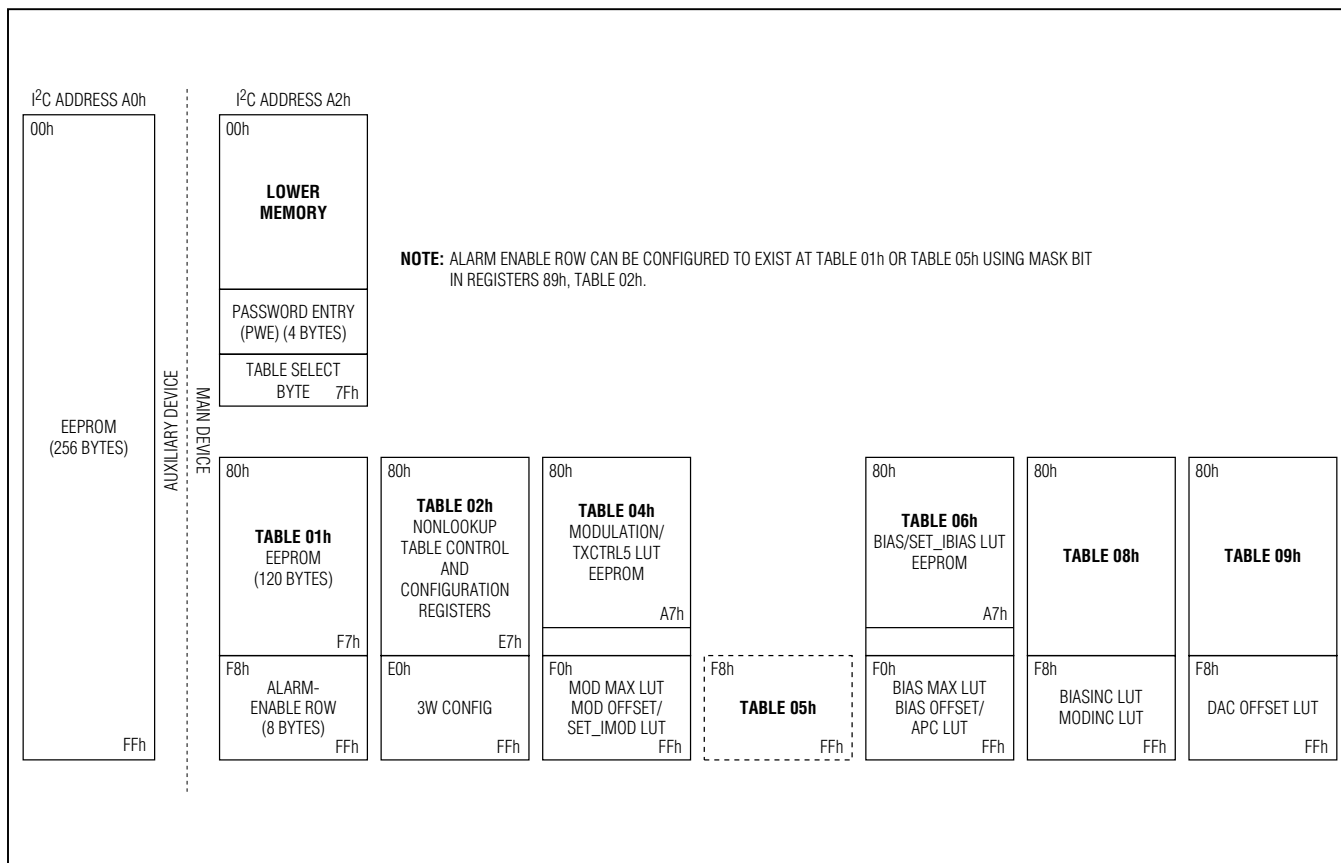 I²C ADDRESS A0h
00h
EEPROM
(256 BYTES)
FFh
AUXILIARY DEVICE
MAIN DEVICE
I²C ADDRESS A2h
00h
LOWER
MEMORY
PASSWORD ENTRY
(PWE) (4 BYTES)
TABLE SELECT
BYTE 7Fh
NOTE: ALARM ENABLE ROW CAN BE CONFIGURED TO EXIST AT TABLE 01h OR TABLE 05h USING MASK BIT
IN REGISTERS 89h, TABLE 02h.
80h
TABLE 01h
EEPROM
(120 BYTES)
F7h
F8h
ALARM-
ENABLE ROW
(8 BYTES)
FFh
80h
TABLE 02h
NONLOOKUP
TABLE CONTROL
AND
CONFIGURATION
REGISTERS
E7h
E0h
3W CONFIG
FFh
80h
TABLE 04h
MODULATION/
TXCTRL5 LUT
EEPROM
A7h
F0h
MOD MAX LUT
MOD OFFSET/
SET_IMOD LUT
FFh
F8h
TABLE 05h
FFh
80h
TABLE 06h
BIAS/SET_IBIAS LUT
EEPROM
A7h
F0h
BIAS MAX LUT
BIAS OFFSET/
APC LUT
FFh
80h
TABLE 08h
F8h
BIASINC LUT
MODINC LUT
FFh
80h
TABLE 09h
F8h
DAC OFFSET LUT
FFh